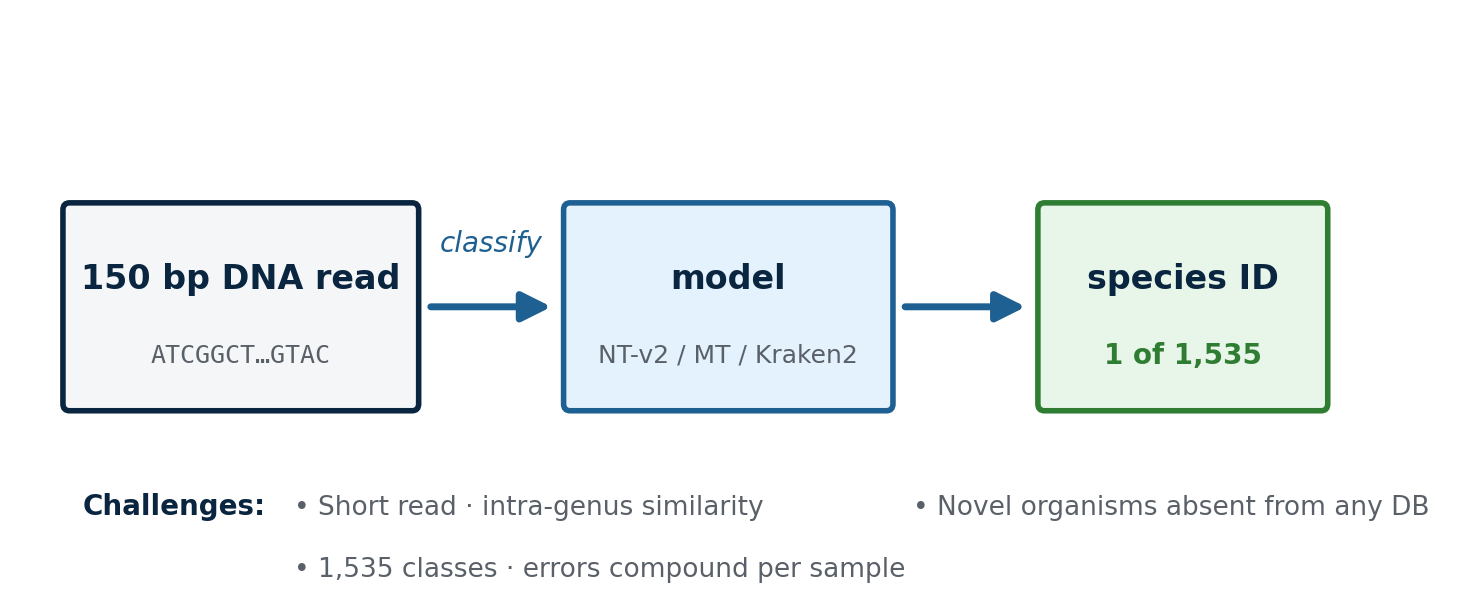 150 bp DNA read
ATCGGCT…GTAC
classify
model
NT-v2 / MT / Kraken2
species ID
1 of 1,535
Challenges:
• Short read · intra-genus similarity
• Novel organisms absent from any DB
• 1,535 classes · errors compound per sample